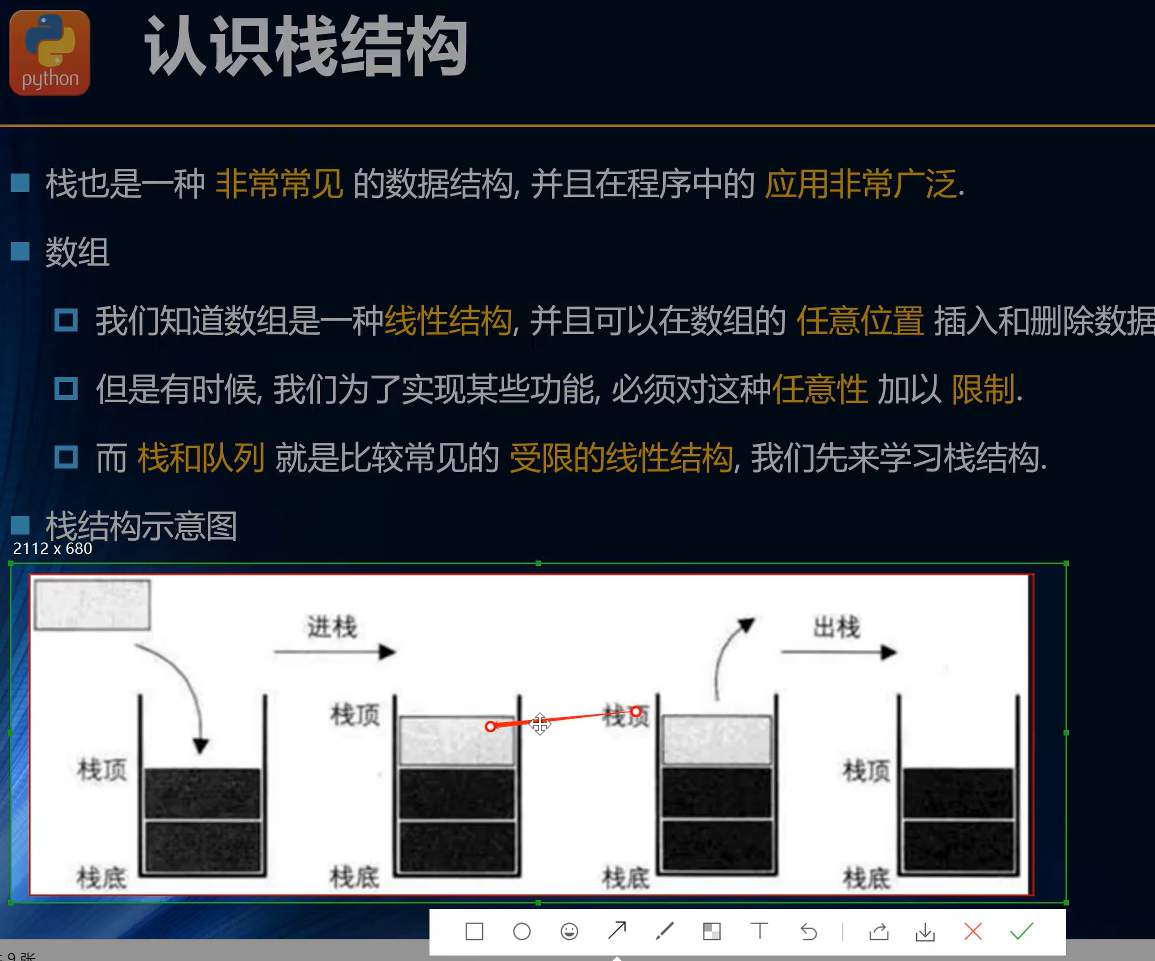 python
认识栈结构
栈也是一种 非常常见 的数据结构, 并且在程序中的 应用非常广泛.
数组
我们知道数组是一种线性结构, 并且可以在数组的 任意位置 插入和删除数据
但是有时候, 我们为了实现某些功能, 必须对这种任意性 加以 限制.
而 栈和队列 就是比较常见的 受限的线性结构, 我们先来学习栈结构.
栈结构示意图
2112 x 680
进栈
出栈
栈顶
栈顶
栈顶
栈顶
栈底
栈底
栈底
栈底
9 张